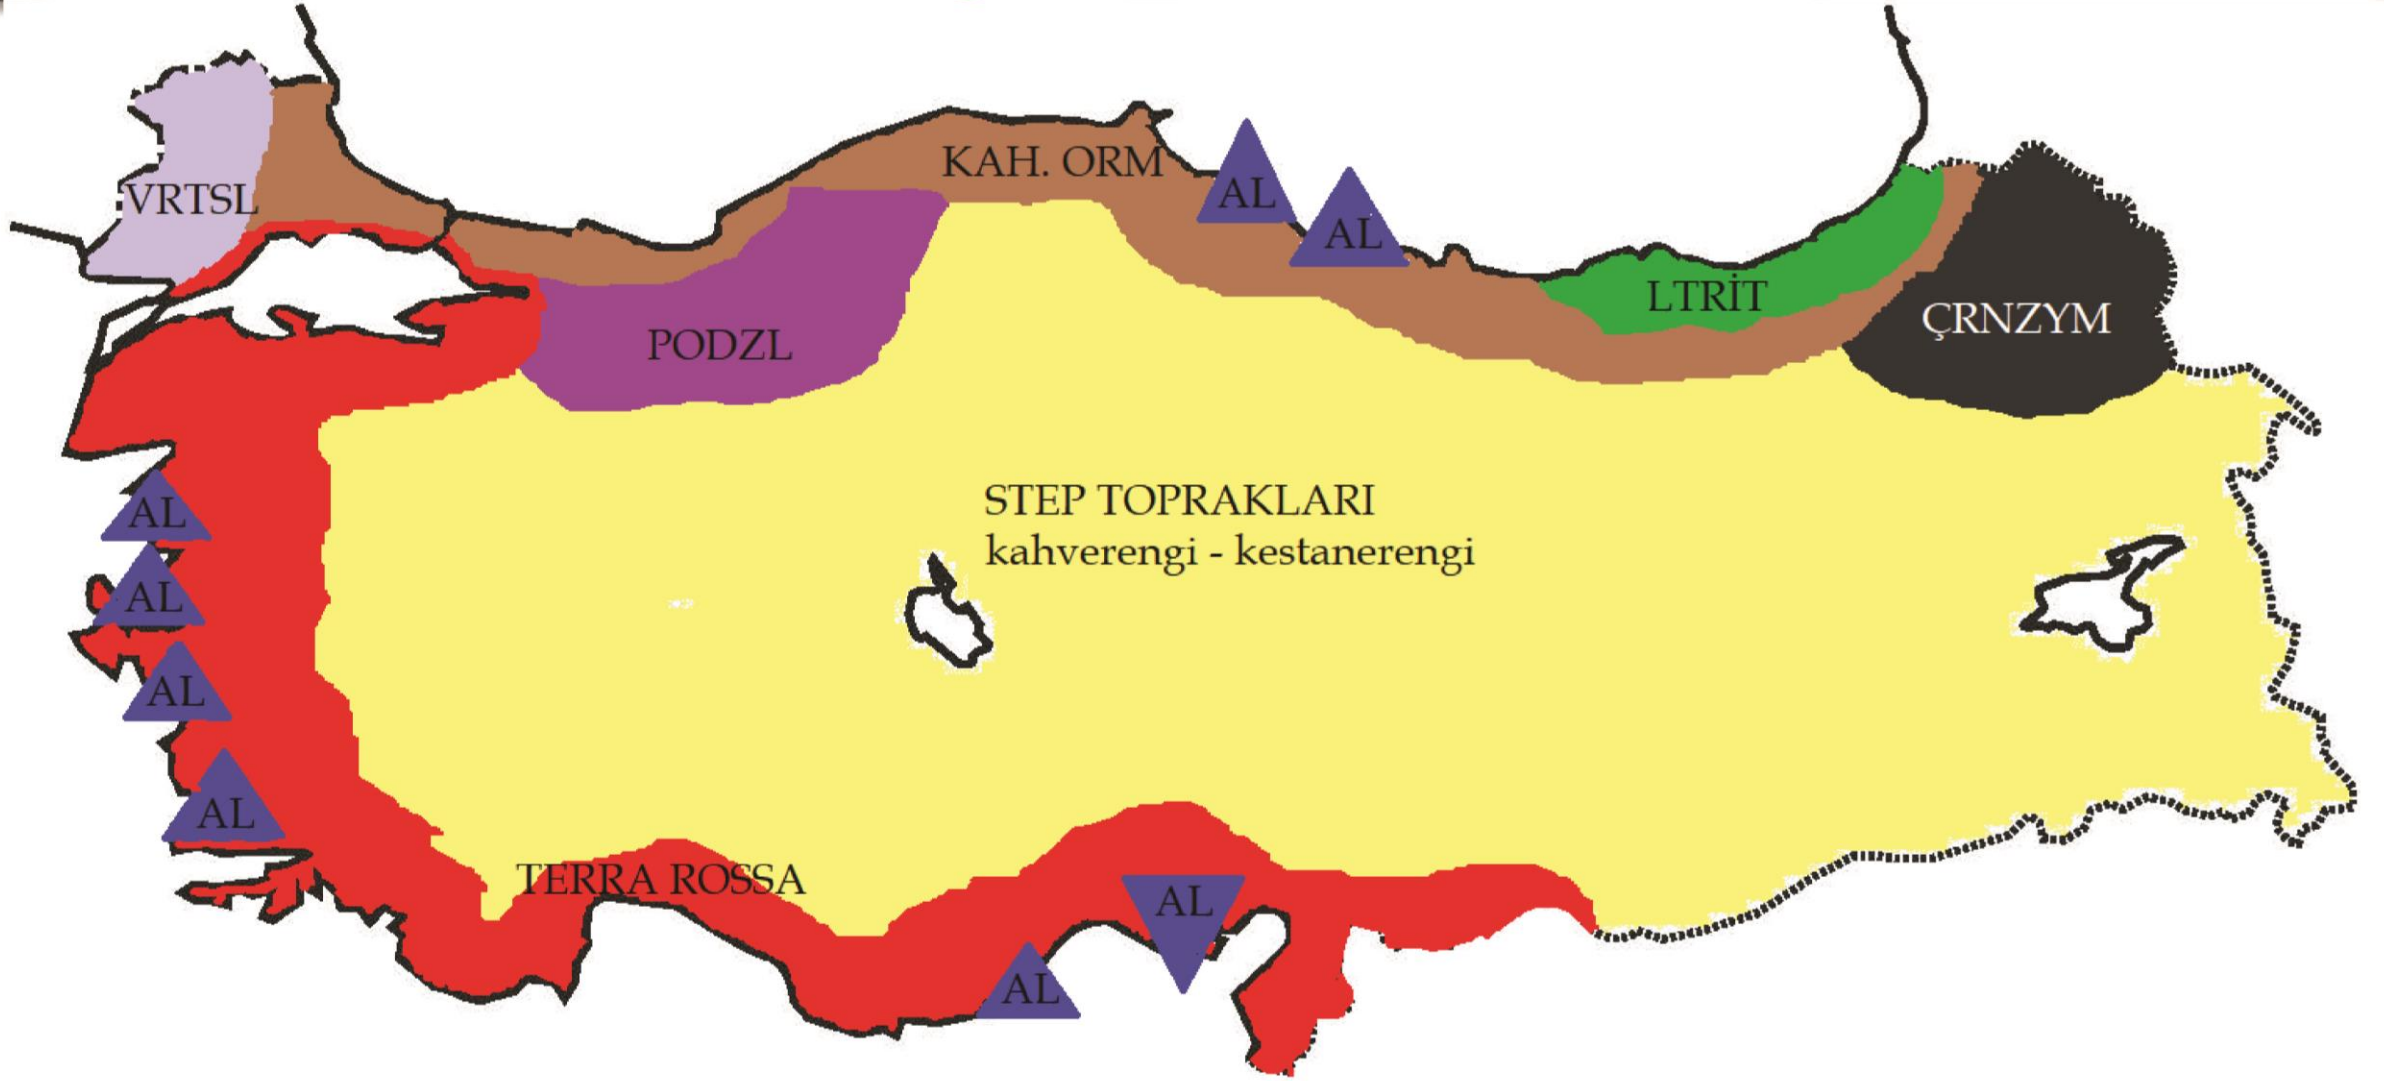 KAH. ORM
AL
VRTSL
AL
LTRİT
ÇRNZYM
PODZL
STEP TOPRAKLARI
kahverengi - kestanerengi
AL
AL
AL
AL
TERRA ROSSA
AL
AL